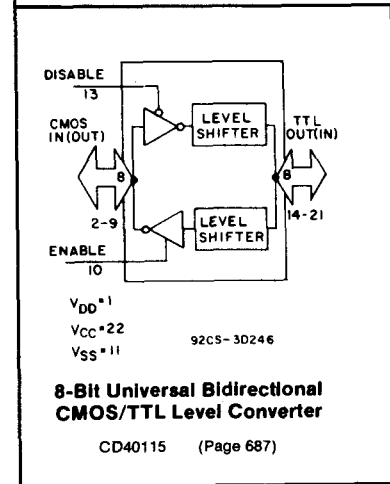 DISABLE
13
CMOS
IN(OUT)
LEVEL
SHIFTER
TTL
OUT(IN)
8
8
2-9
14-21
LEVEL
SHIFTER
ENABLE
10
VDD=1
VCC=22
VSS=11
92CS-3D246
8-Bit Universal Bidirectional
CMOS/TTL Level Converter
CD40115 (Page 687)